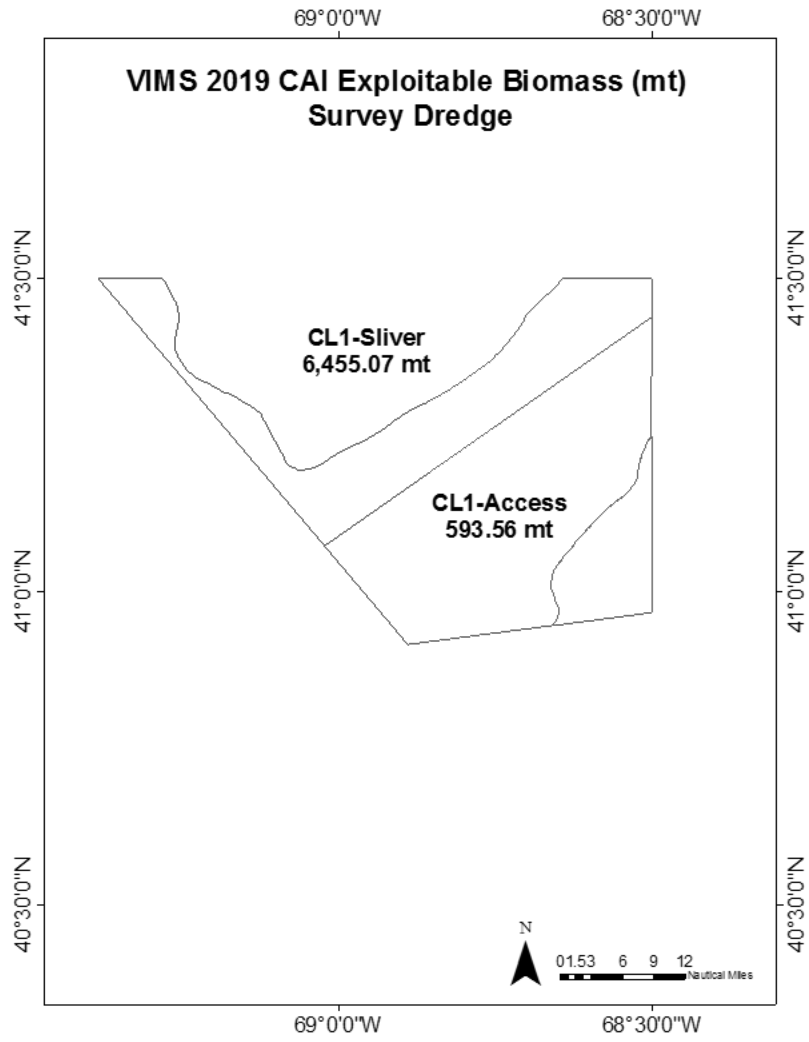 69°0'0"W 68°30'0"W
VIMS 2019 CAI Exploitable Biomass (mt)
Survey Dredge
41°30'0"N 41°30'0"N
CL1-Sliver
6,455.07 mt
CL1-Access
593.56 mt
41°0'0"N 41°0'0"N
40°30'0"N 40°30'0"N
N
0 1.5 3 6 9 12
Nautical Miles
69°0'0"W 68°30'0"W